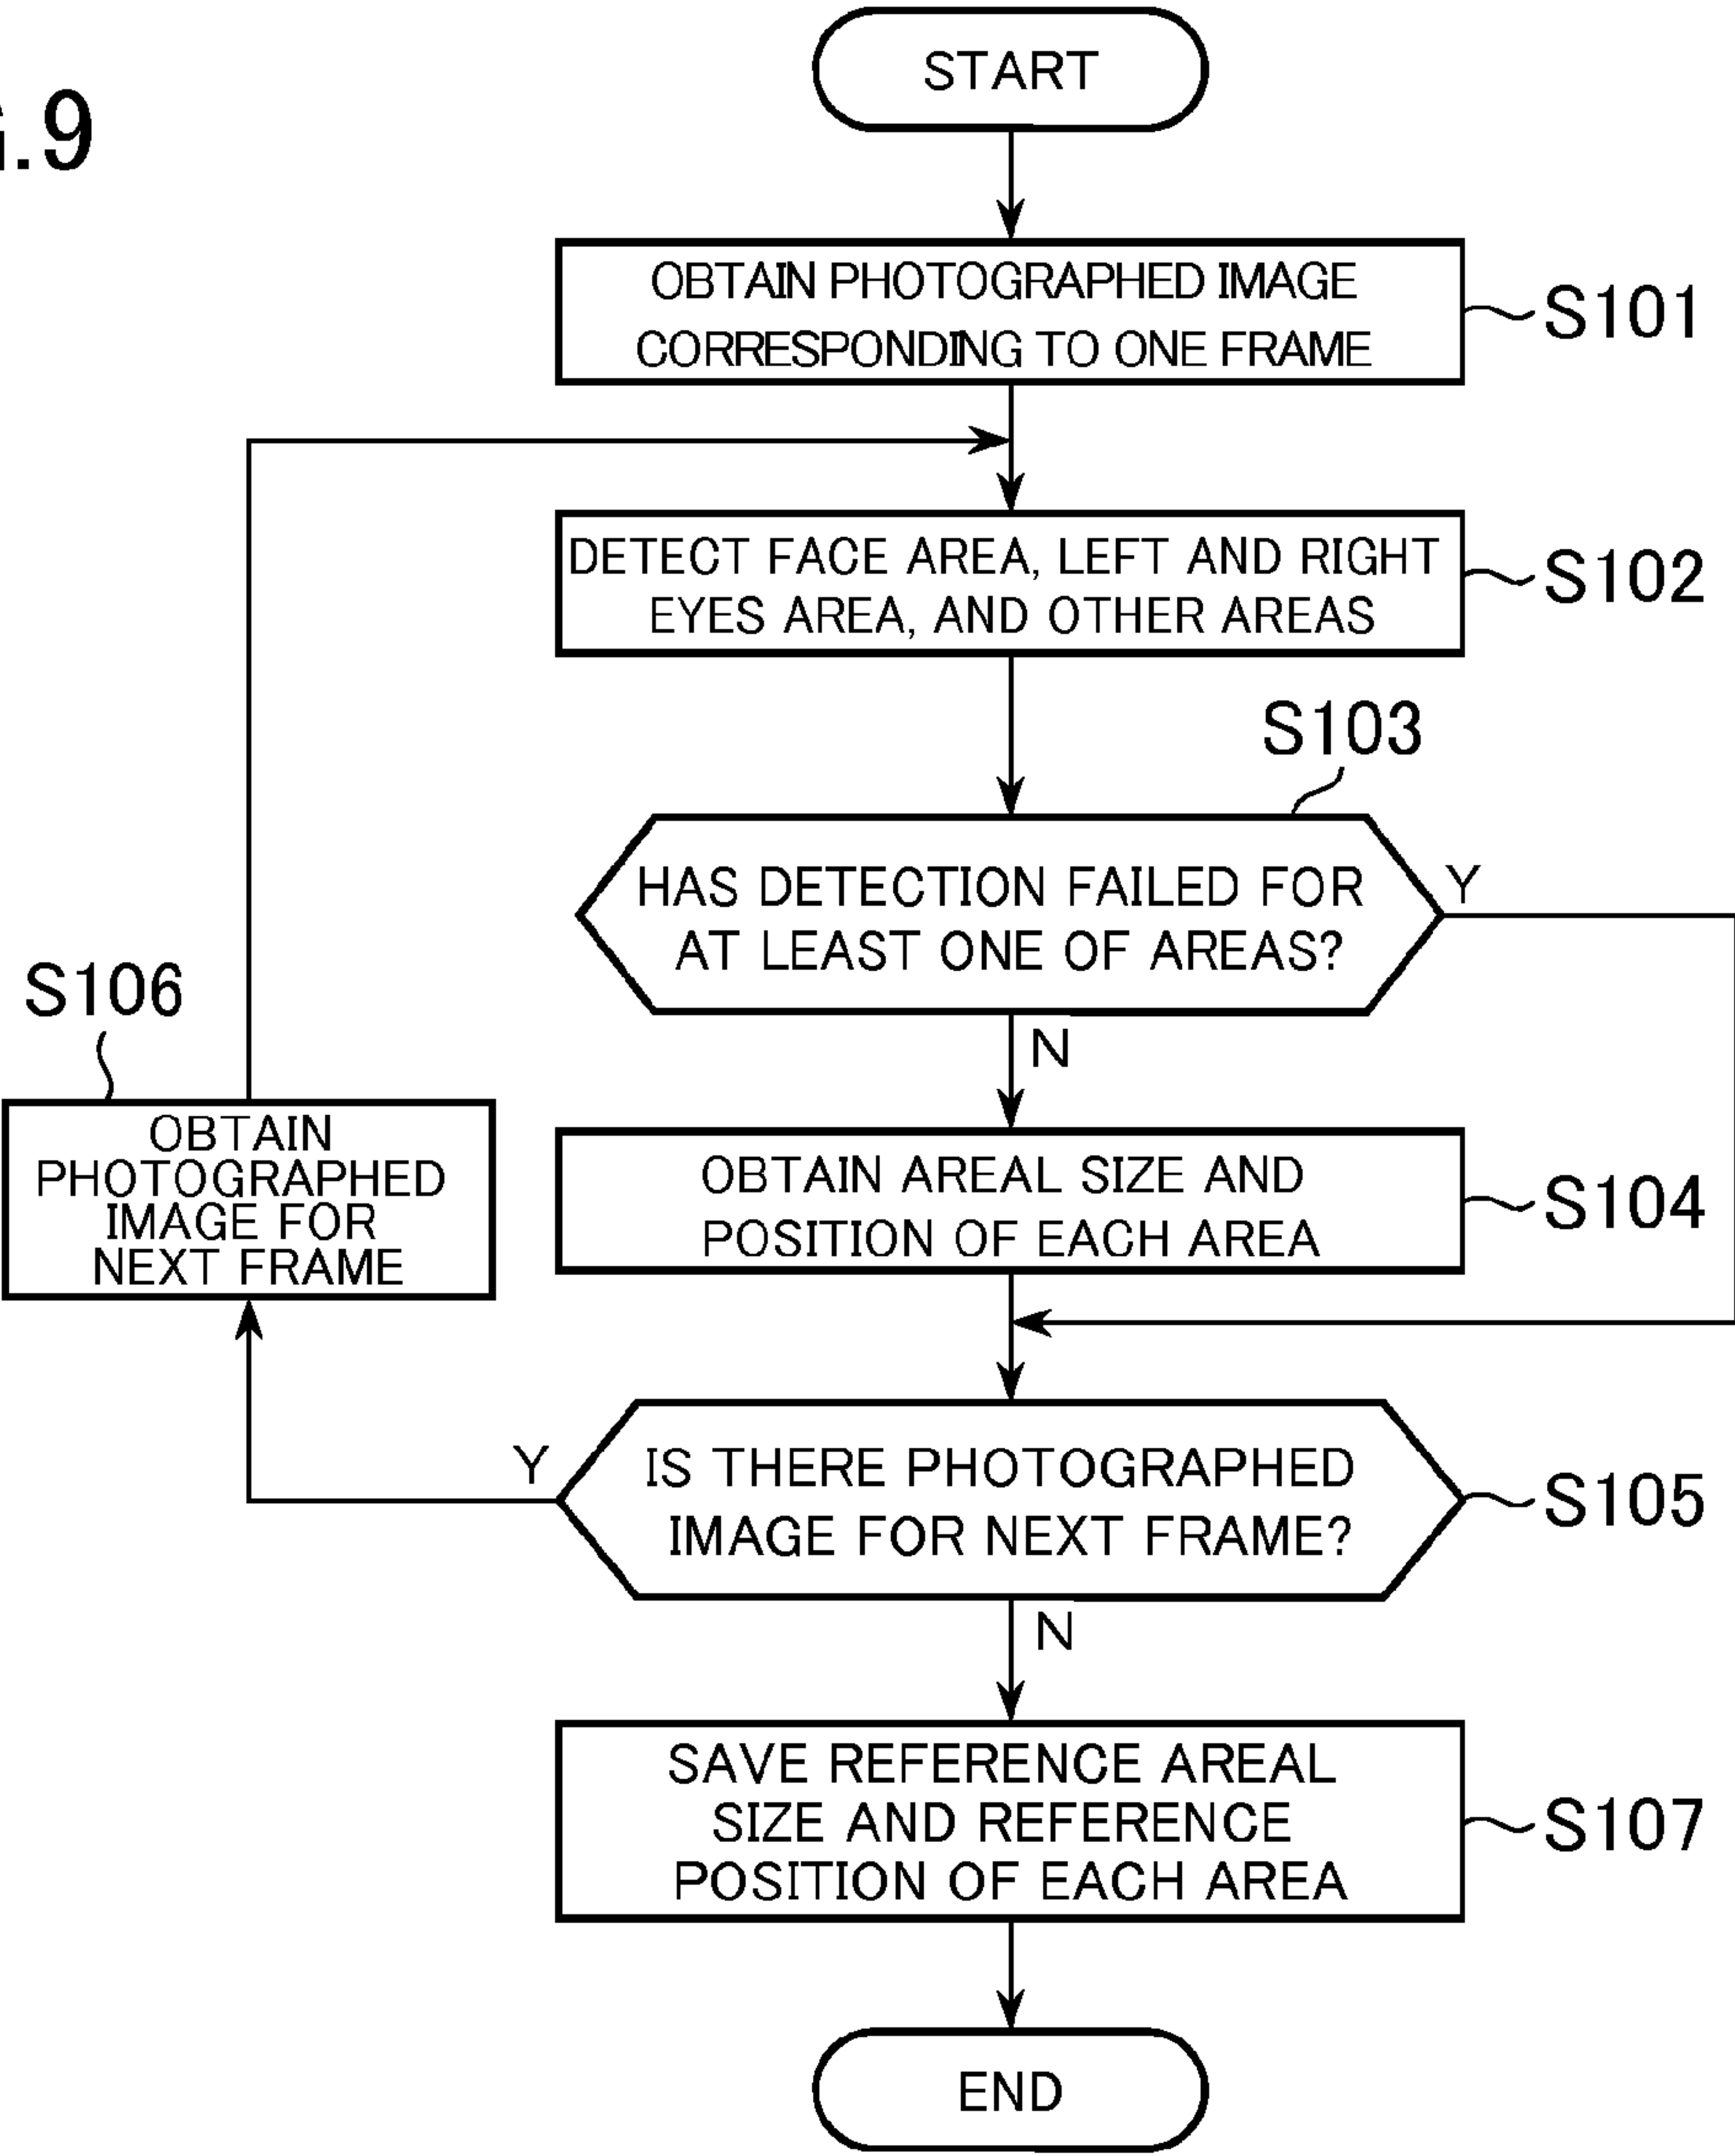 .9
START
OBTAIN PHOTOGRAPHED IMAGE
CORRESPONDING TO ONE FRAME
S101
DETECT FACE AREA, LEFT AND RIGHT
EYES AREA, AND OTHER AREAS
S102
S103
HAS DETECTION FAILED FOR
AT LEAST ONE OF AREAS?
Y
N
S106
OBTAIN
PHOTOGRAPHED
IMAGE FOR
NEXT FRAME
OBTAIN AREAL SIZE AND
POSITION OF EACH AREA
S104
Y
IS THERE PHOTOGRAPHED
IMAGE FOR NEXT FRAME?
S105
N
SAVE REFERENCE AREAL
SIZE AND REFERENCE
POSITION OF EACH AREA
S107
END